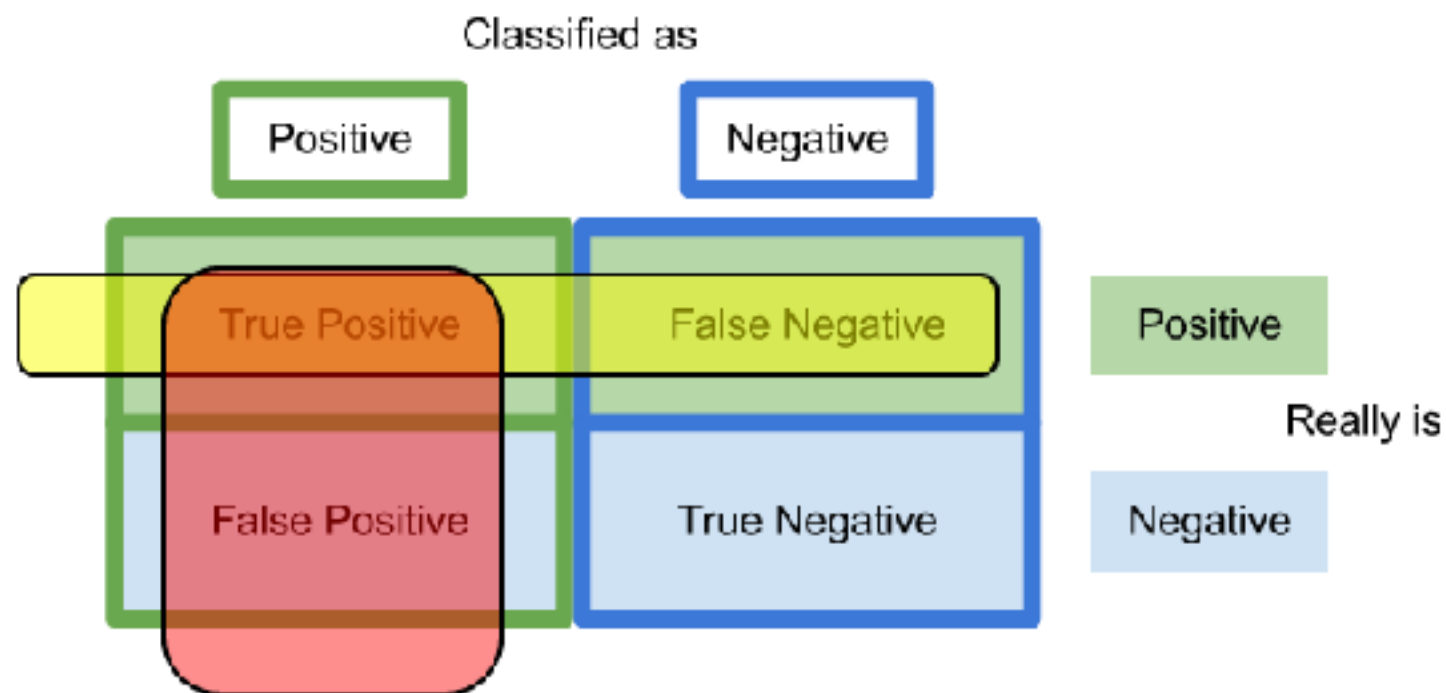 Classified as
Positive
Negative
True Positive
False Negative
Positive
Really is
False Positive
True Negative
Negative